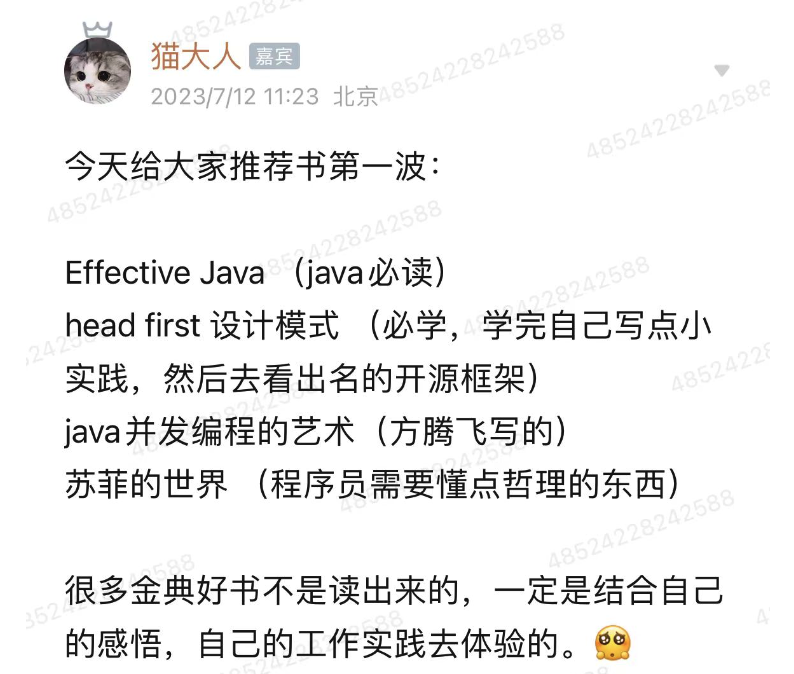 猫大人 嘉宾
2023/7/12 11:23 北京
今天给大家推荐书第一波：
Effective Java （java必读）
head first 设计模式 （必学，学完自己写点小
实践，然后去看出名的开源框架）
java并发编程的艺术（方腾飞写的）
苏菲的世界 （程序员需要懂点哲理的东西）
很多金典好书不是读出来的，一定是结合自己
的感悟，自己的工作实践去体验的。🥺
48524228242588